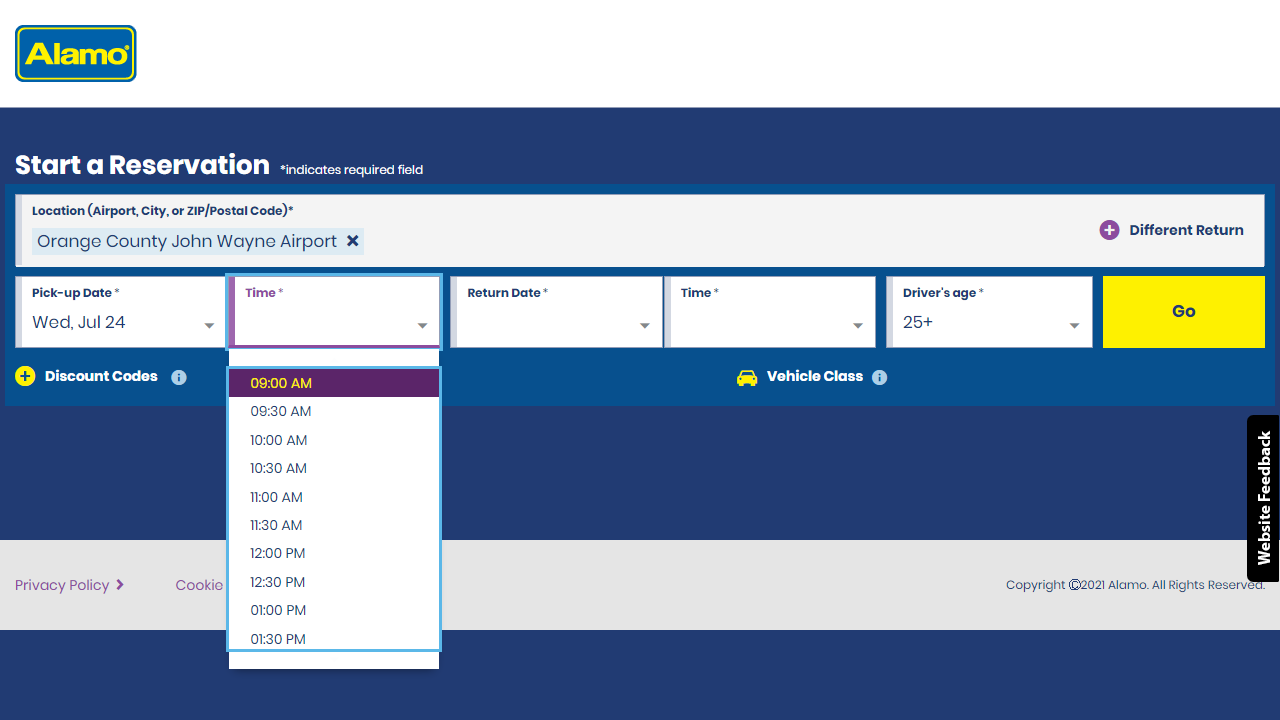 Alamo®
Start a Reservation *indicates required field
Location (Airport, City, or ZIP/Postal Code)*
Orange County John Wayne Airport
Different Return
Pick-up Date *
Wed, Jul 24
Time *
Return Date *
Time *
Driver's age *
25+
Go
Discount Codes
Vehicle Class
09:00 AM
09:30 AM
10:00 AM
10:30 AM
11:00 AM
11:30 AM
12:00 PM
12:30 PM
01:00 PM
01:30 PM
Website Feedback
Privacy Policy
Cookie
Copyright ©2021 Alamo. All Rights Reserved.